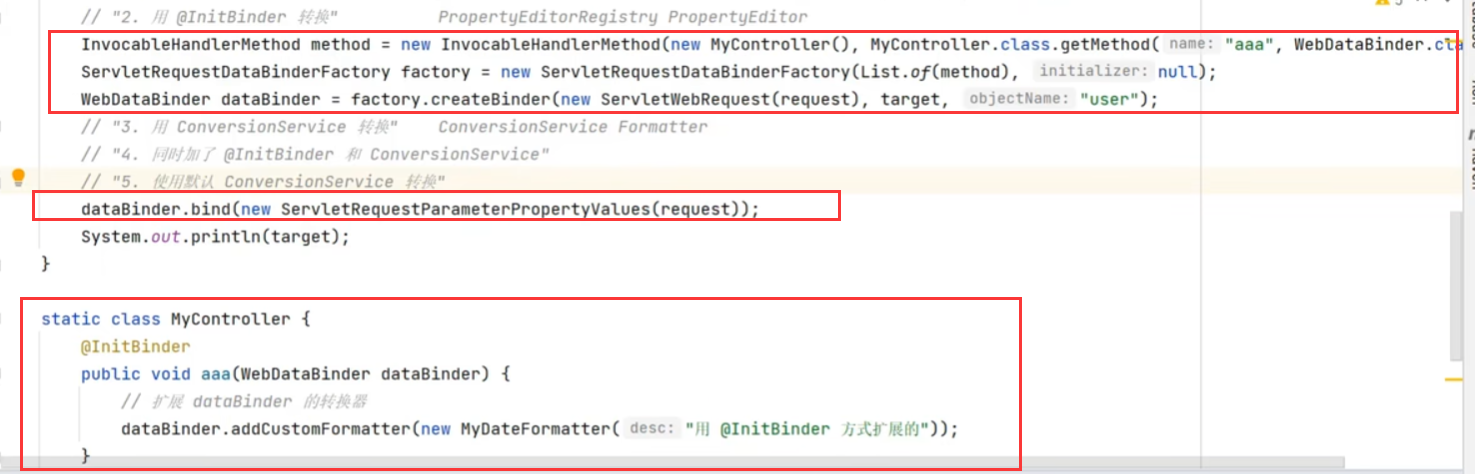 // "2. 用 @InitBinder 转换" PropertyEditorRegistry PropertyEditor
InvocableHandlerMethod method = new InvocableHandlerMethod(new MyController(), MyController.class.getMethod( name: "aaa", WebDataBinder.cla
ServletRequestDataBinderFactory factory = new ServletRequestDataBinderFactory(List.of(method), initializer: null);
WebDataBinder dataBinder = factory.createBinder(new ServletWebRequest(request), target, objectName: "user");
// "3. 用 ConversionService 转换" ConversionService Formatter
// "4. 同时加了 @InitBinder 和 ConversionService"
// "5. 使用默认 ConversionService 转换"
dataBinder.bind(new ServletRequestParameterPropertyValues(request));
System.out.println(target);
}
static class MyController {
@InitBinder
public void aaa(WebDataBinder dataBinder) {
// 扩展 dataBinder 的转换器
dataBinder.addCustomFormatter(new MyDateFormatter( desc: "用 @InitBinder 方式扩展的"));
}